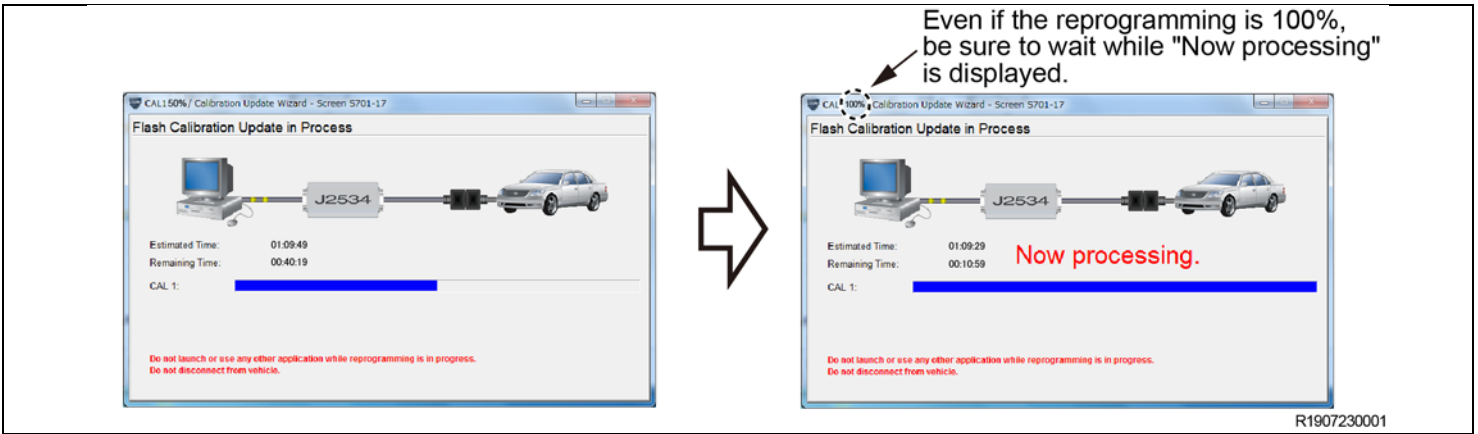 Even if the reprogramming is 100%,
be sure to wait while "Now processing"
is displayed.
CAL150%/ Calibration Update Wizard - Screen S701-17
Flash Calibration Update in Process
J2534
Estimated Time: 01:09:49
Remaining Time: 00:40:19
CAL 1:
Do not launch or use any other application while reprogramming is in progress.
Do not disconnect from vehicle.
CAL 100% Calibration Update Wizard - Screen S701-17
Flash Calibration Update in Process
J2534
Estimated Time: 01:09:29
Remaining Time: 00:10:59
Now processing.
CAL 1:
Do not launch or use any other application while reprogramming is in progress.
Do not disconnect from vehicle.
R1907230001